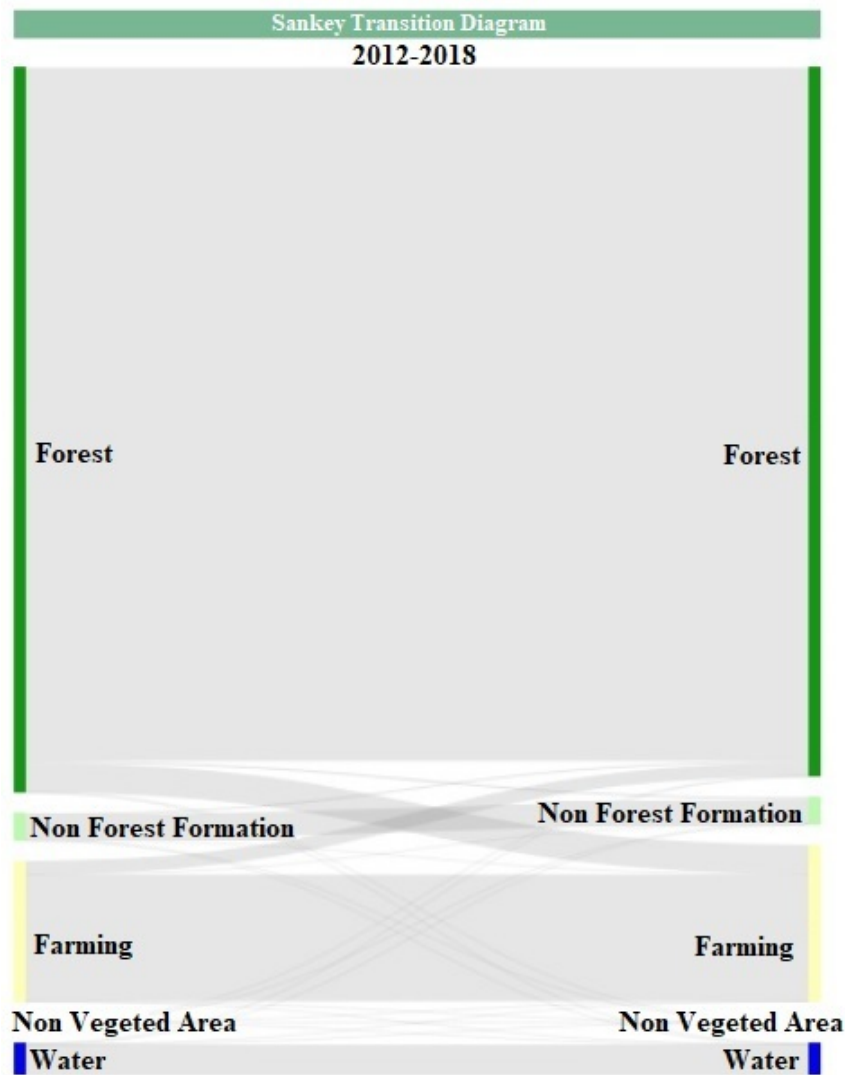 Sankey Transition Diagram
2012-2018
Forest
Forest
Non Forest Formation
Non Forest Formation
Farming
Farming
Non Vegeted Area
Non Vegeted Area
Water
Water